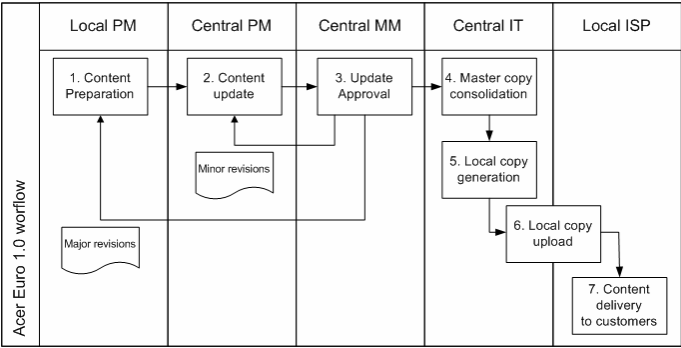 Local PM
Central PM
Central MM
Central IT
Local ISP
1. Content
Preparation
2. Content
update
3. Update
Approval
4. Master copy
consolidation
Minor revisions
5. Local copy
generation
Major revisions
6. Local copy
upload
7. Content
delivery
to customers
Acer Euro 1.0 worflow